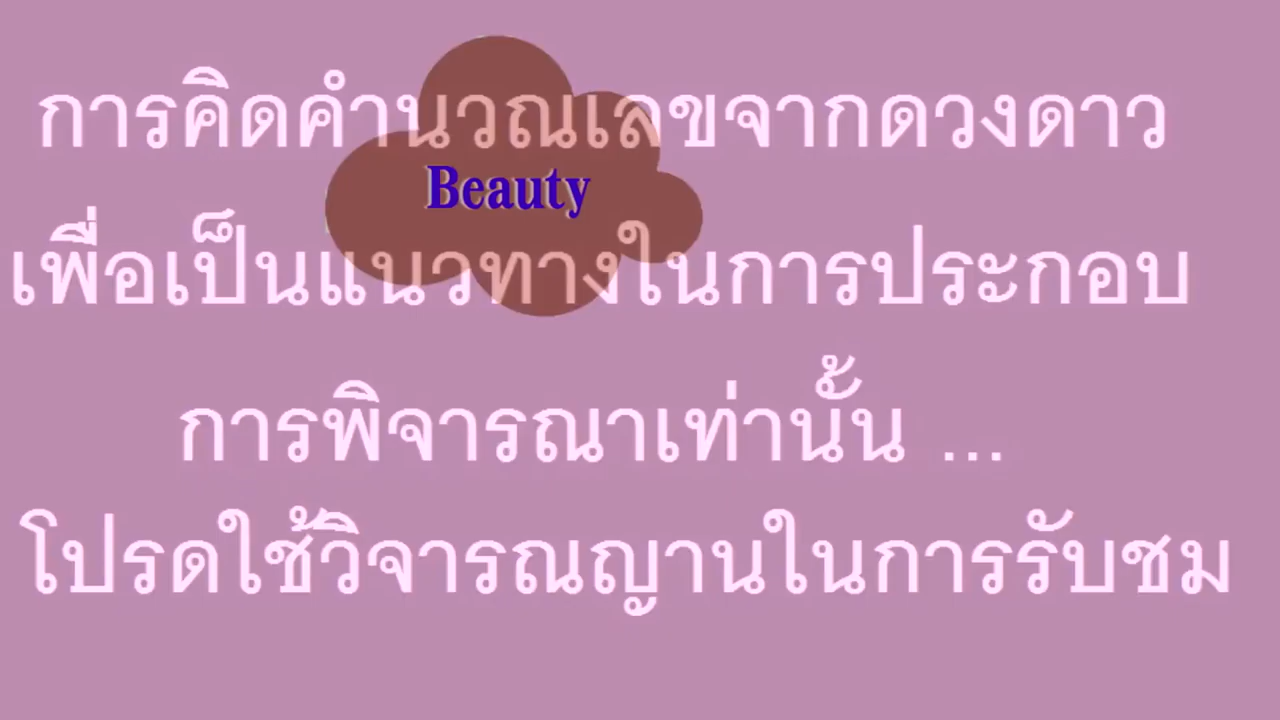 การคิดคำนวณเลขจากดวงดาว
Beauty
เพื่อเป็นแนวทางในการประกอบ
การพิจารณาเท่านั้น ...
โปรดใช้วิจารณญานในการรับชม